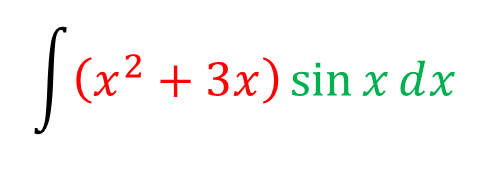 ∫(x² + 3x) sin x dx